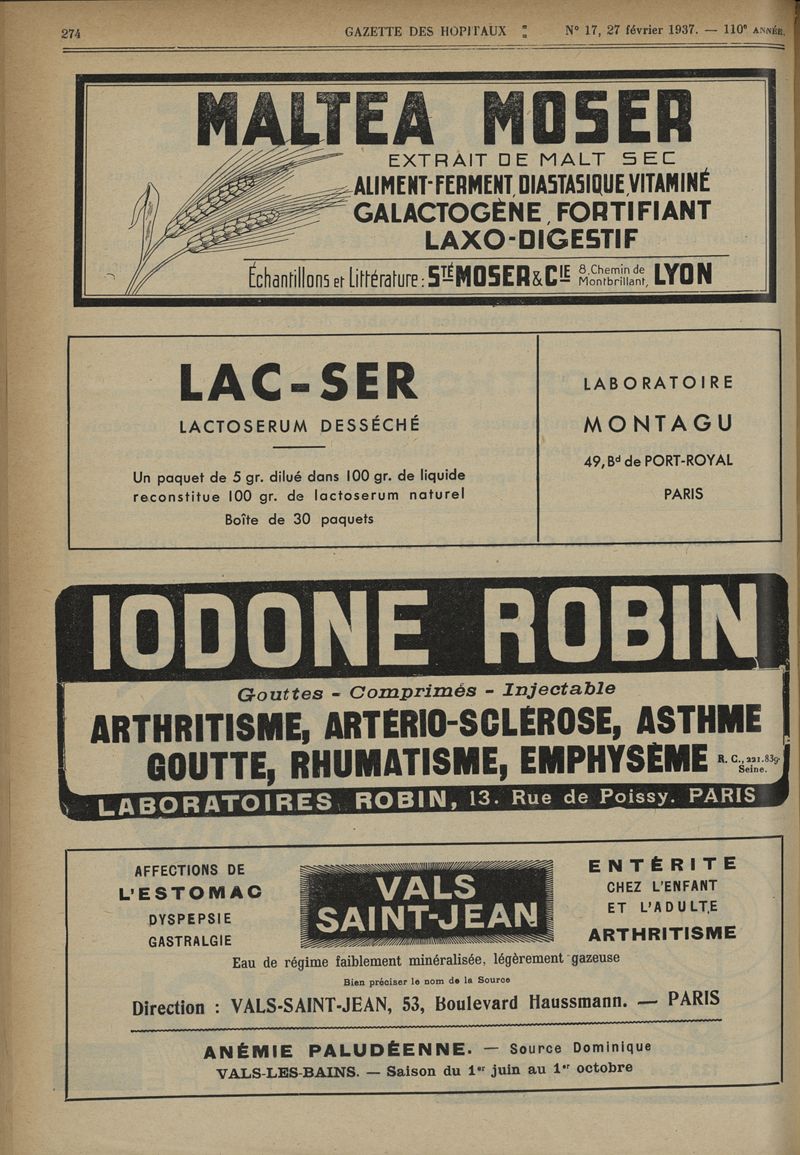 274
GAZETTE DES HOPITAUX
N° 17, 27 février 1937. — 110e ANNÉE.
MALTEA MOSER
EXTRAIT DE MALT SEC
ALIMENT-FERMENT, DIASTASIQUE, VITAMINÉ
GALACTOGÈNE, FORTIFIANT
LAXO-DIGESTIF
Échantillons et Littérature : STÉ MOSER & CIE 8, Chemin de Montbrillant, LYON
LAC-SER
LACTOSERUM DESSÉCHÉ
Un paquet de 5 gr. dilué dans 100 gr. de liquide
reconstitue 100 gr. de lactoserum naturel
Boîte de 30 paquets
LABORATOIRE
MONTAGU
49, Bd de PORT-ROYAL
PARIS
IODONE ROBIN
Gouttes - Comprimés - Injectable
ARTHRITISME, ARTÉRIO-SCLÉROSE, ASTHME
GOUTTE, RHUMATISME, EMPHYSÈME R. C., 221.839. Seine.
LABORATOIRES ROBIN, 13. Rue de Poissy. PARIS
AFFECTIONS DE
L'ESTOMAC
DYSPEPSIE
GASTRALGIE
VALS
SAINT-JEAN
ENTÉRITE
CHEZ L'ENFANT
ET L'ADULTE
ARTHRITISME
Eau de régime faiblement minéralisée, légèrement gazeuse
Bien préciser le nom de la Source
Direction : VALS-SAINT-JEAN, 53, Boulevard Haussmann. — PARIS
ANÉMIE PALUDÉENNE. — Source Dominique
VALS-LES-BAINS. — Saison du 1er juin au 1er octobre